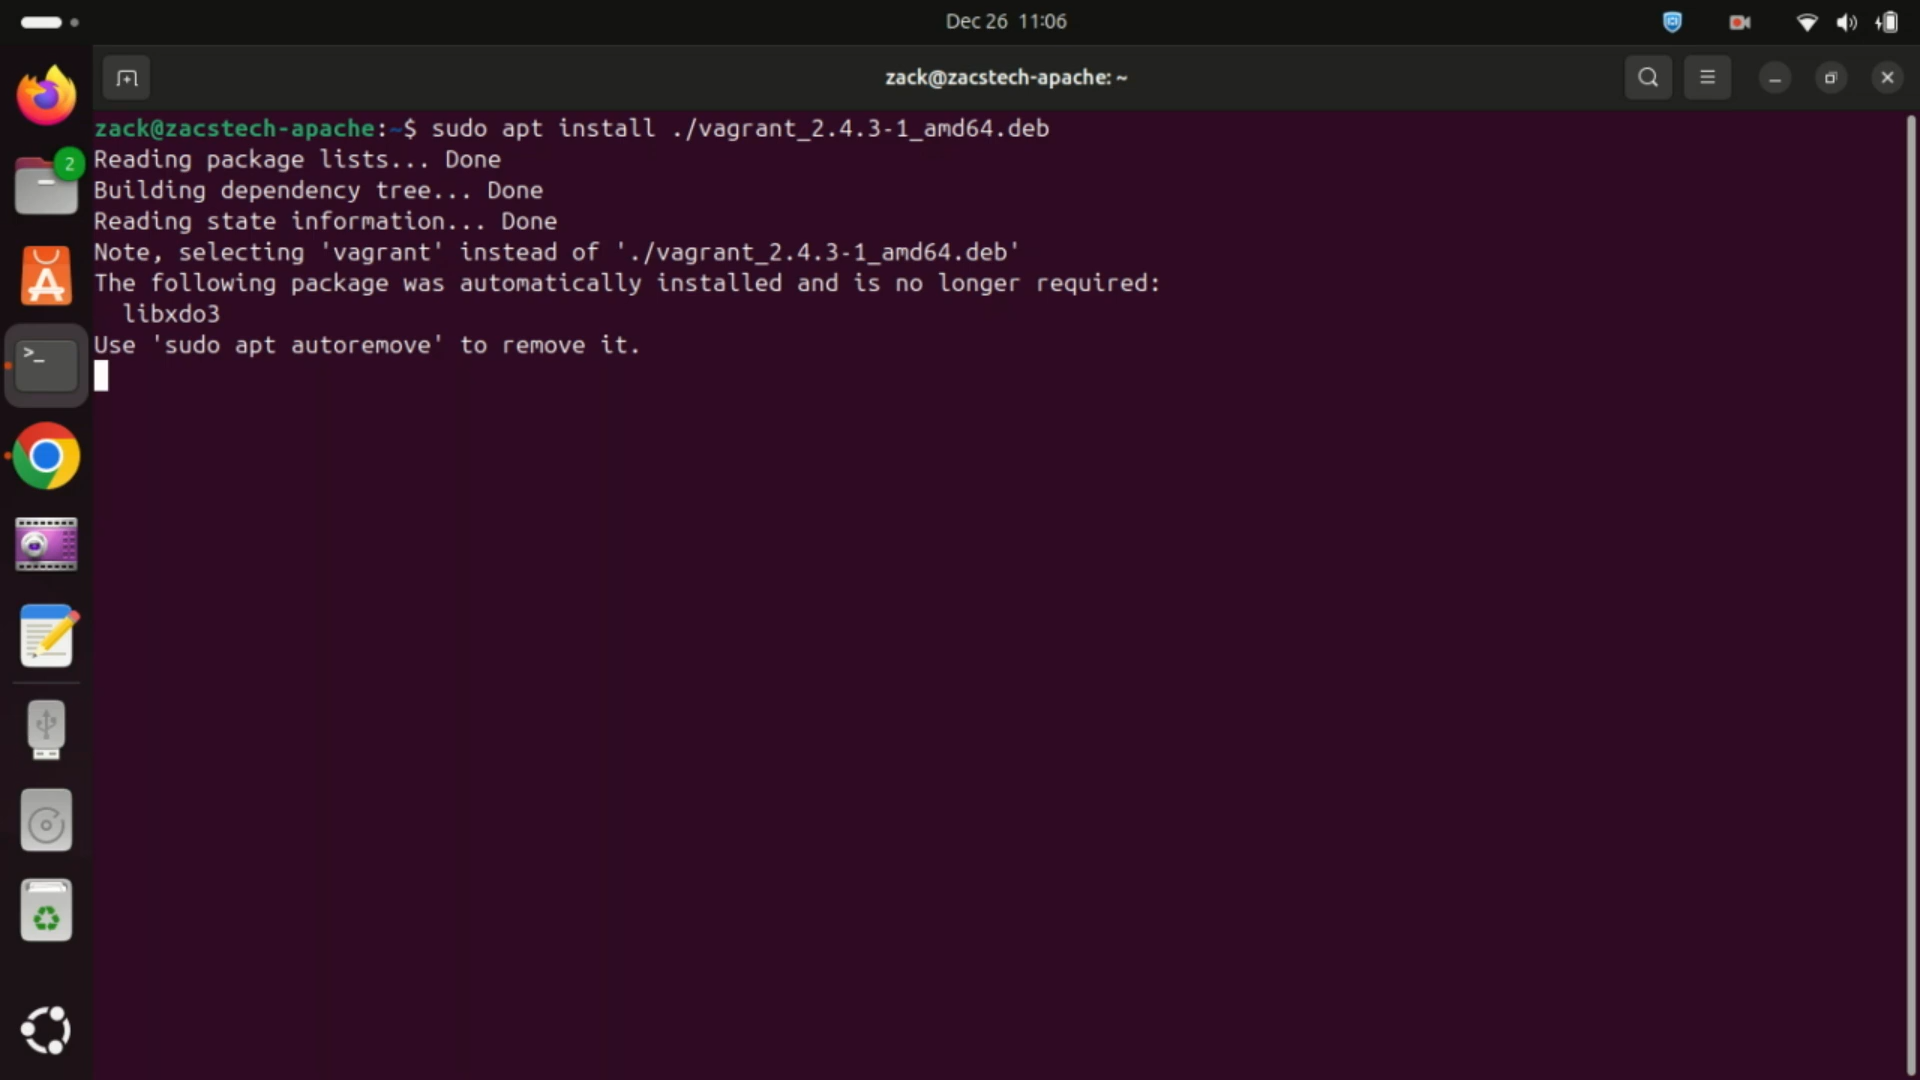 Dec 26 11:06
zack@zacstech-apache: ~
zack@zacstech-apache:~$ sudo apt install ./vagrant_2.4.3-1_amd64.deb
2
Reading package lists... Done
Building dependency tree... Done
Reading state information... Done
Note, selecting 'vagrant' instead of './vagrant_2.4.3-1_amd64.deb'
The following package was automatically installed and is no longer required:
  libxdo3
Use 'sudo apt autoremove' to remove it.
>_